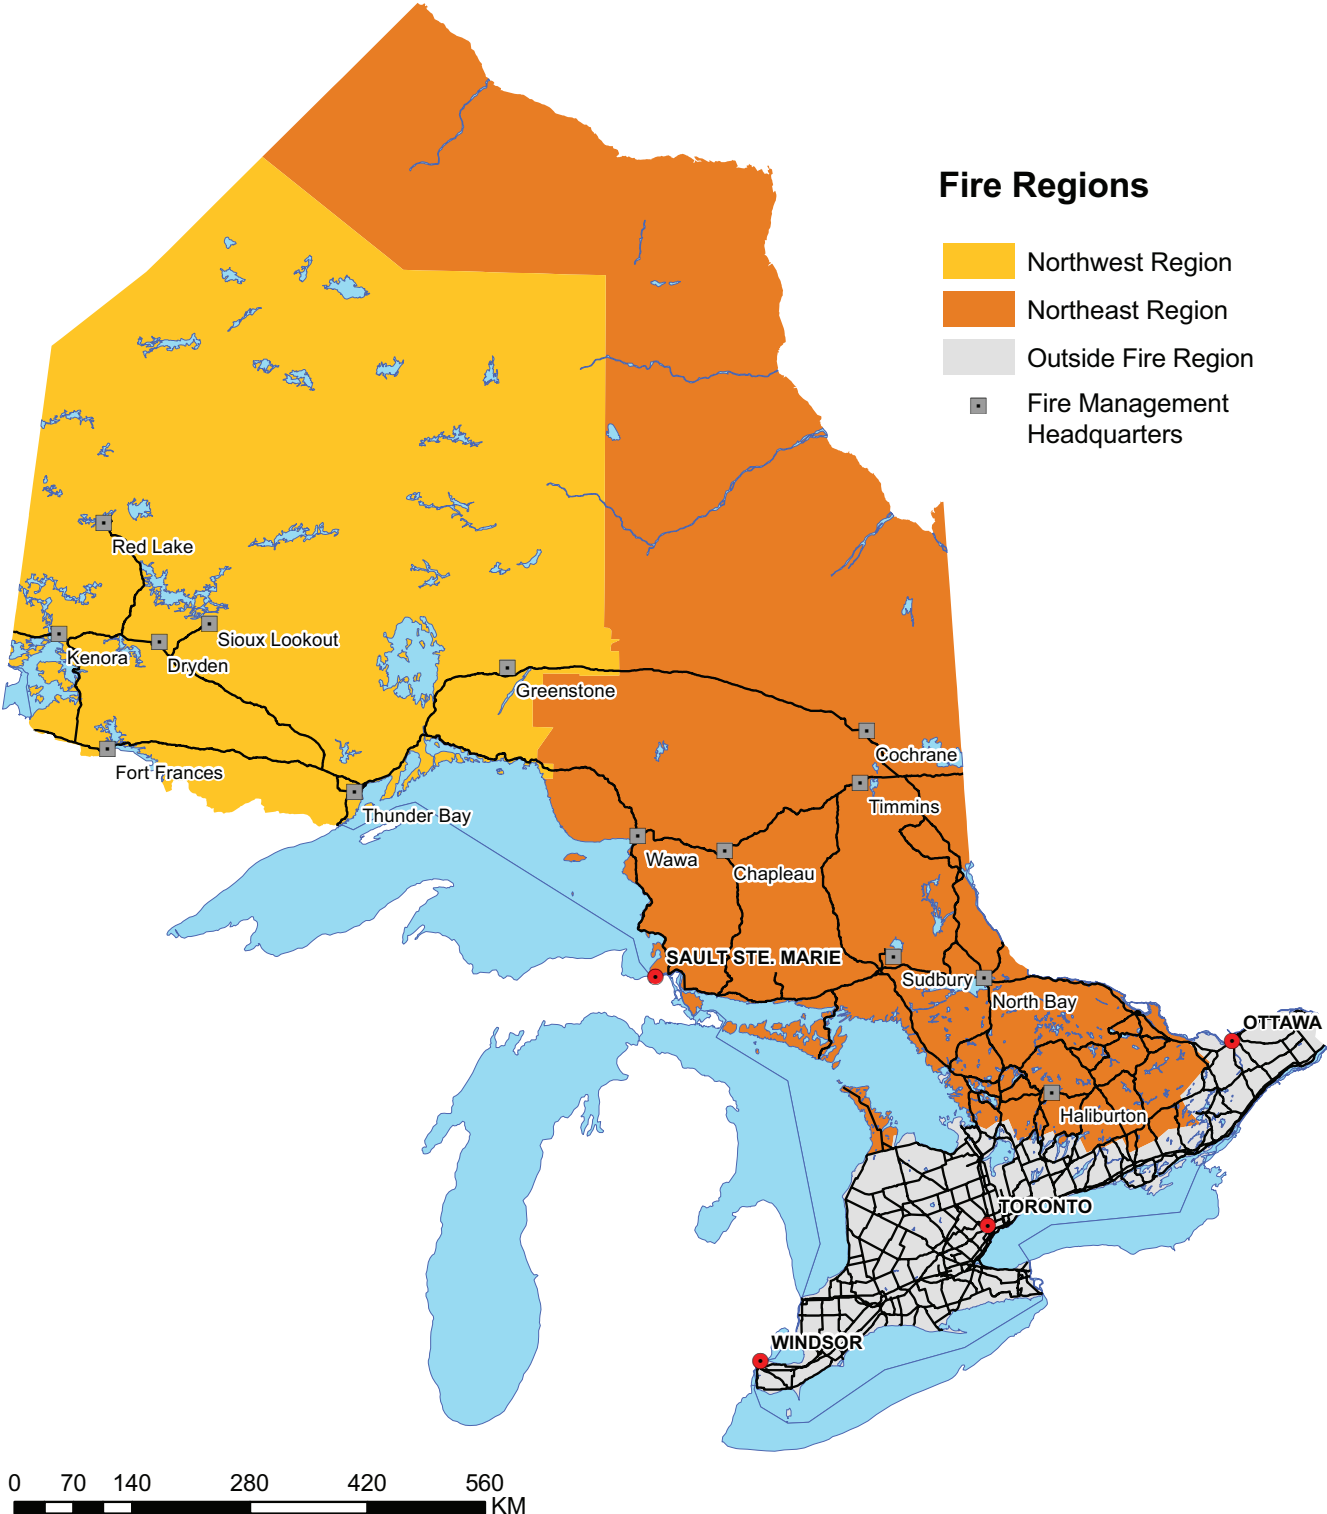 Fire Regions
Northwest Region
Northeast Region
Outside Fire Region
Fire Management
Headquarters
Red Lake
Sioux Lookout
Kenora
Dryden
Greenstone
Fort Frances
Thunder Bay
Cochrane
Timmins
Wawa
Chapleau
SAULT STE. MARIE
Sudbury
North Bay
OTTAWA
Haliburton
TORONTO
WINDSOR
0 70 140 280 420 560
KM